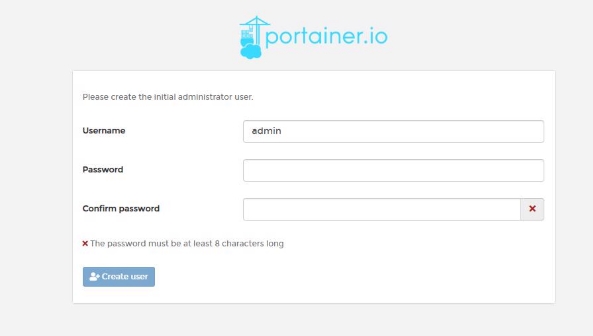 portainer.io
Please create the initial administrator user.
Username
admin
Password
Confirm password
The password must be at least 8 characters long
Create user